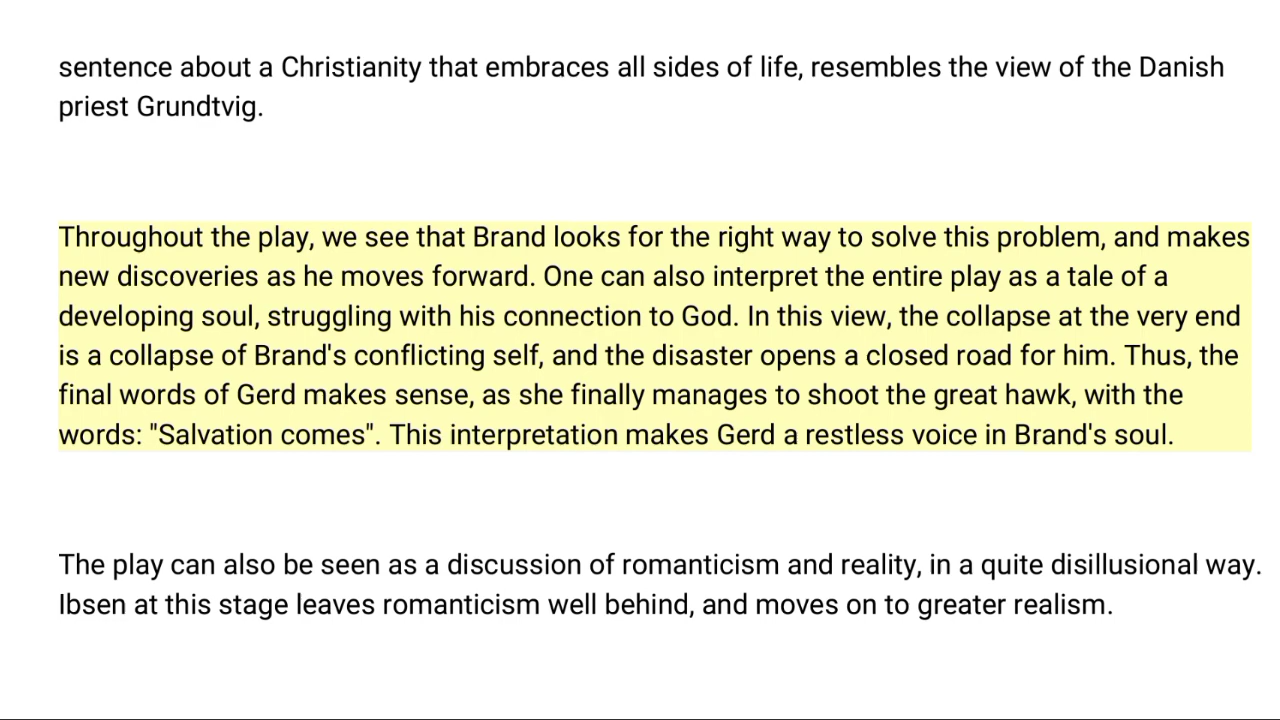 sentence about a Christianity that embraces all sides of life, resembles the view of the Danish
priest Grundtvig.
Throughout the play, we see that Brand looks for the right way to solve this problem, and makes
new discoveries as he moves forward. One can also interpret the entire play as a tale of a
developing soul, struggling with his connection to God. In this view, the collapse at the very end
is a collapse of Brand's conflicting self, and the disaster opens a closed road for him. Thus, the
final words of Gerd makes sense, as she finally manages to shoot the great hawk, with the
words: "Salvation comes". This interpretation makes Gerd a restless voice in Brand's soul.
The play can also be seen as a discussion of romanticism and reality, in a quite disillusional way.
Ibsen at this stage leaves romanticism well behind, and moves on to greater realism.